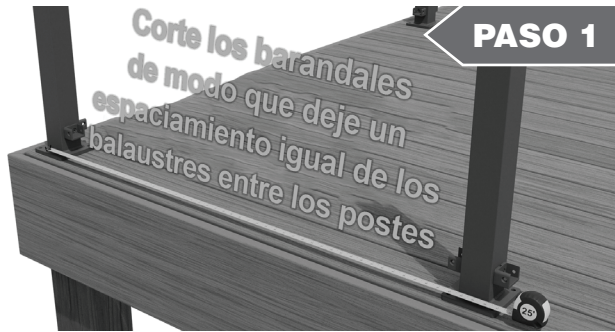 PASO 1
Corte los barandales
de modo que deje un
espaciamiento igual de los
balaustres entre los postes
25'